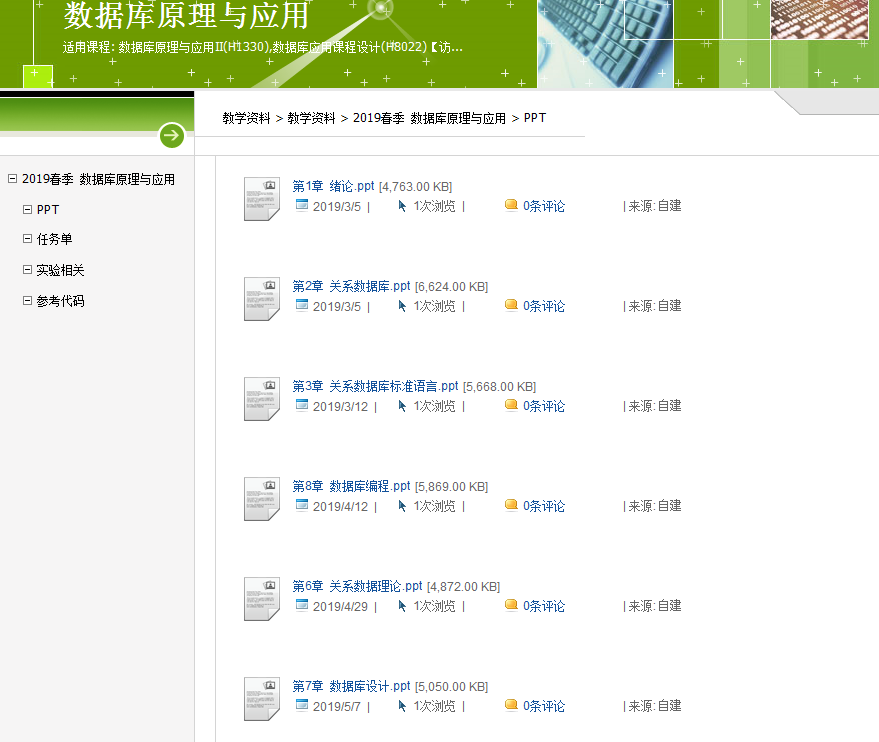 数据库原理与应用
适用课程: 数据库原理与应用II(H1330),数据库应用课程设计(H8022)【访...
教学资料 > 教学资料 > 2019春季 数据库原理与应用 > PPT
2019春季 数据库原理与应用
PPT
任务单
实验相关
参考代码
第1章 绪论.ppt [4,763.00 KB]
2019/3/5 | 1次浏览 | 0条评论 | 来源:自建
第2章 关系数据库.ppt [6,624.00 KB]
2019/3/5 | 1次浏览 | 0条评论 | 来源:自建
第3章 关系数据库标准语言.ppt [5,668.00 KB]
2019/3/12 | 1次浏览 | 0条评论 | 来源:自建
第8章 数据库编程.ppt [5,869.00 KB]
2019/4/12 | 1次浏览 | 0条评论 | 来源:自建
第6章 关系数据理论.ppt [4,872.00 KB]
2019/4/29 | 1次浏览 | 0条评论 | 来源:自建
第7章 数据库设计.ppt [5,050.00 KB]
2019/5/7 | 1次浏览 | 0条评论 | 来源:自建